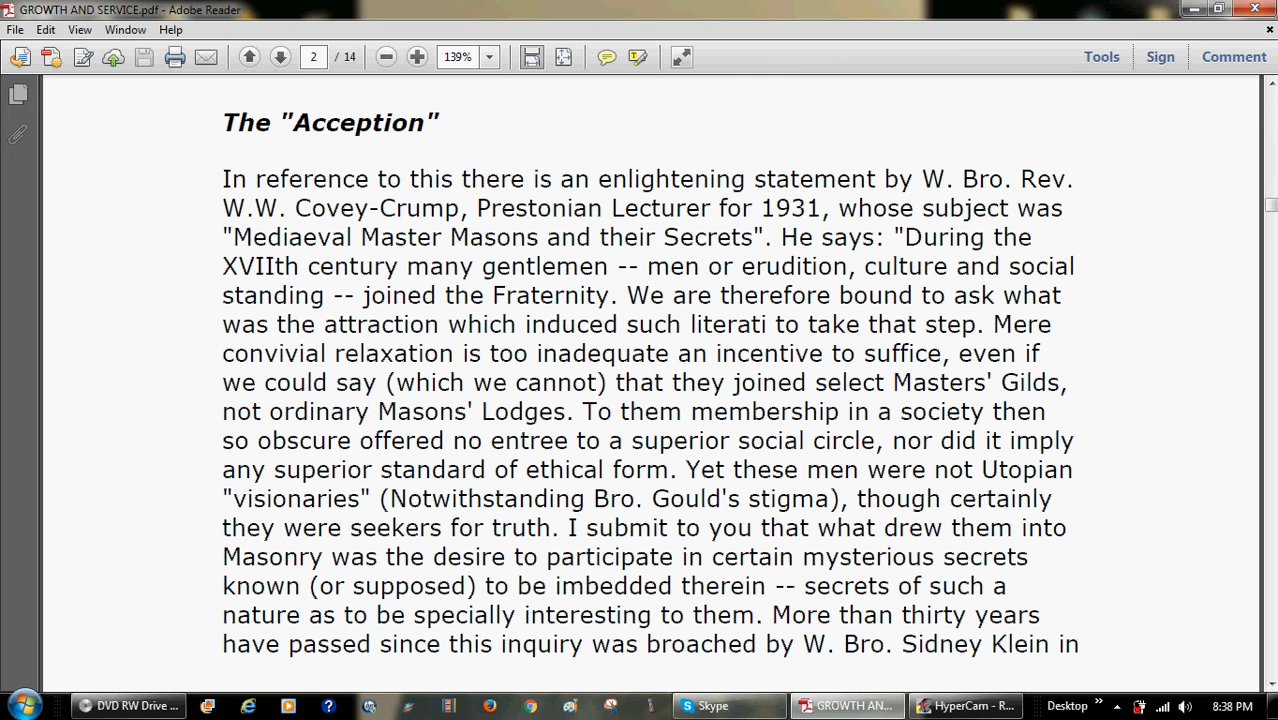 GROWTH AND SERVICE.pdf - Adobe Reader
File Edit View Window Help
2 / 14 139% Tools Sign Comment
The "Acception"
In reference to this there is an enlightening statement by W. Bro. Rev.
W.W. Covey-Crump, Prestonian Lecturer for 1931, whose subject was
"Mediaeval Master Masons and their Secrets". He says: "During the
XVIIth century many gentlemen -- men or erudition, culture and social
standing -- joined the Fraternity. We are therefore bound to ask what
was the attraction which induced such literati to take that step. Mere
convivial relaxation is too inadequate an incentive to suffice, even if
we could say (which we cannot) that they joined select Masters' Gilds,
not ordinary Masons' Lodges. To them membership in a society then
so obscure offered no entree to a superior social circle, nor did it imply
any superior standard of ethical form. Yet these men were not Utopian
"visionaries" (Notwithstanding Bro. Gould's stigma), though certainly
they were seekers for truth. I submit to you that what drew them into
Masonry was the desire to participate in certain mysterious secrets
known (or supposed) to be imbedded therein -- secrets of such a
nature as to be specially interesting to them. More than thirty years
have passed since this inquiry was broached by W. Bro. Sidney Klein in
DVD RW Drive ... Skype GROWTH AN... HyperCam - R... Desktop 8:38 PM